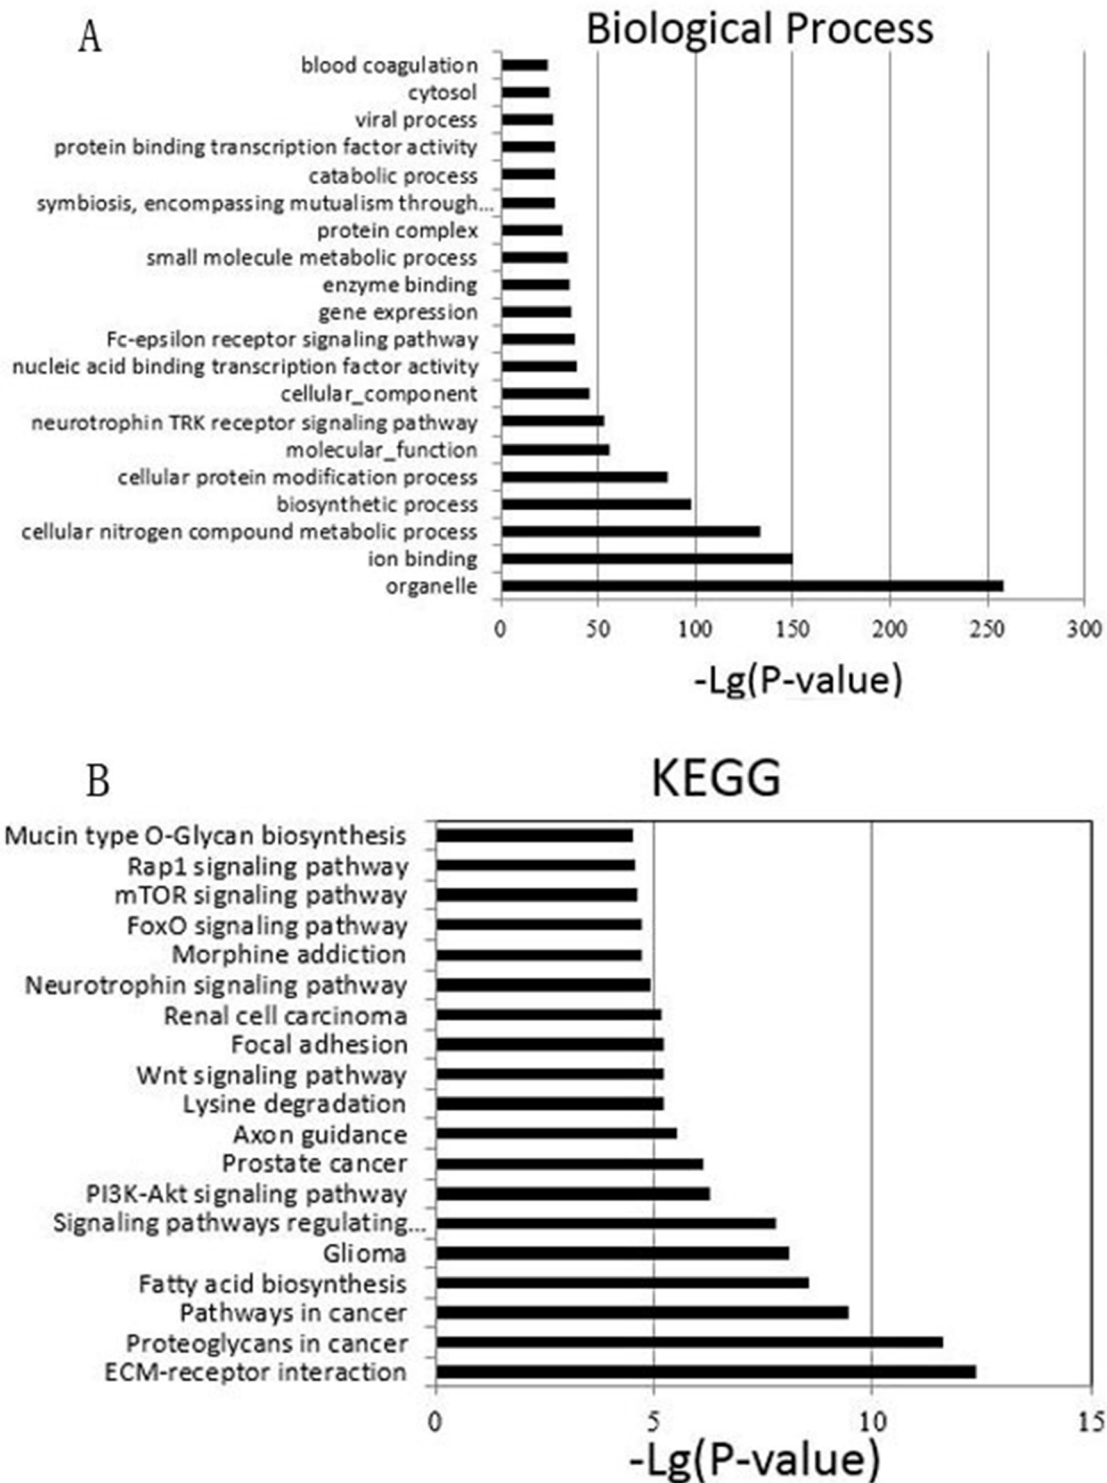 A
Biological Process
blood coagulation
cytosol
viral process
protein binding transcription factor activity
catabolic process
symbiosis, encompassing mutualism through...
protein complex
small molecule metabolic process
enzyme binding
gene expression
Fc-epsilon receptor signaling pathway
nucleic acid binding transcription factor activity
cellular_component
neurotrophin TRK receptor signaling pathway
molecular_function
cellular protein modification process
biosynthetic process
cellular nitrogen compound metabolic process
ion binding
organelle
0 50 100 150 200 250 300
-Lg(P-value)
B
KEGG
Mucin type O-Glycan biosynthesis
Rap1 signaling pathway
mTOR signaling pathway
FoxO signaling pathway
Morphine addiction
Neurotrophin signaling pathway
Renal cell carcinoma
Focal adhesion
Wnt signaling pathway
Lysine degradation
Axon guidance
Prostate cancer
PI3K-Akt signaling pathway
Signaling pathways regulating...
Glioma
Fatty acid biosynthesis
Pathways in cancer
Proteoglycans in cancer
ECM-receptor interaction
0 5 10 15
-Lg(P-value)